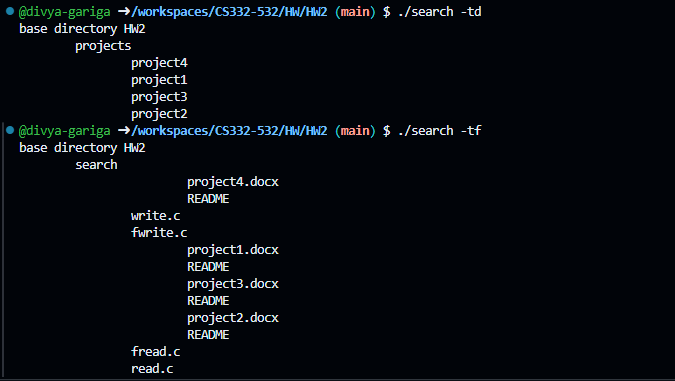 @divya-gariga ➜/workspaces/CS332-532/HW/HW2 (main) $ ./search -td
base directory HW2
projects
project4
project1
project3
project2
@divya-gariga ➜/workspaces/CS332-532/HW/HW2 (main) $ ./search -tf
base directory HW2
search
project4.docx
README
write.c
fwrite.c
project1.docx
README
project3.docx
README
project2.docx
README
fread.c
read.c